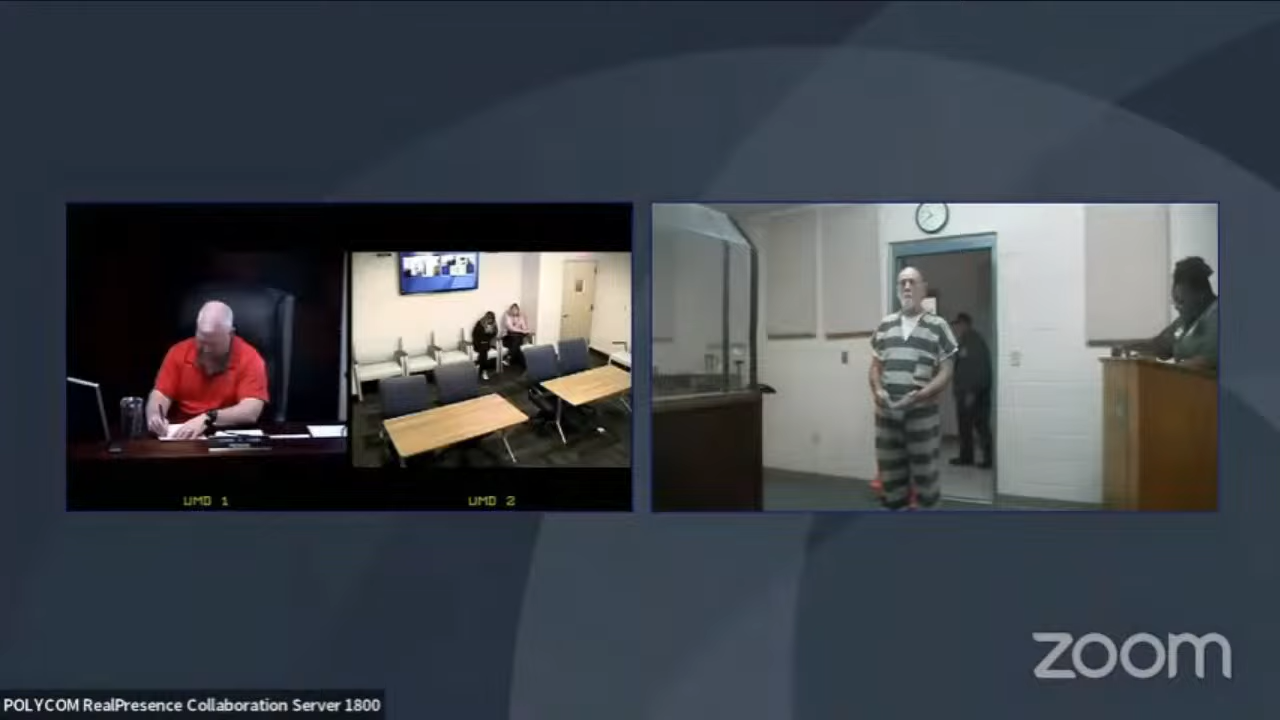 UMD 1
UMD 2
zoom
POLYCOM RealPresence Collaboration Server 1800